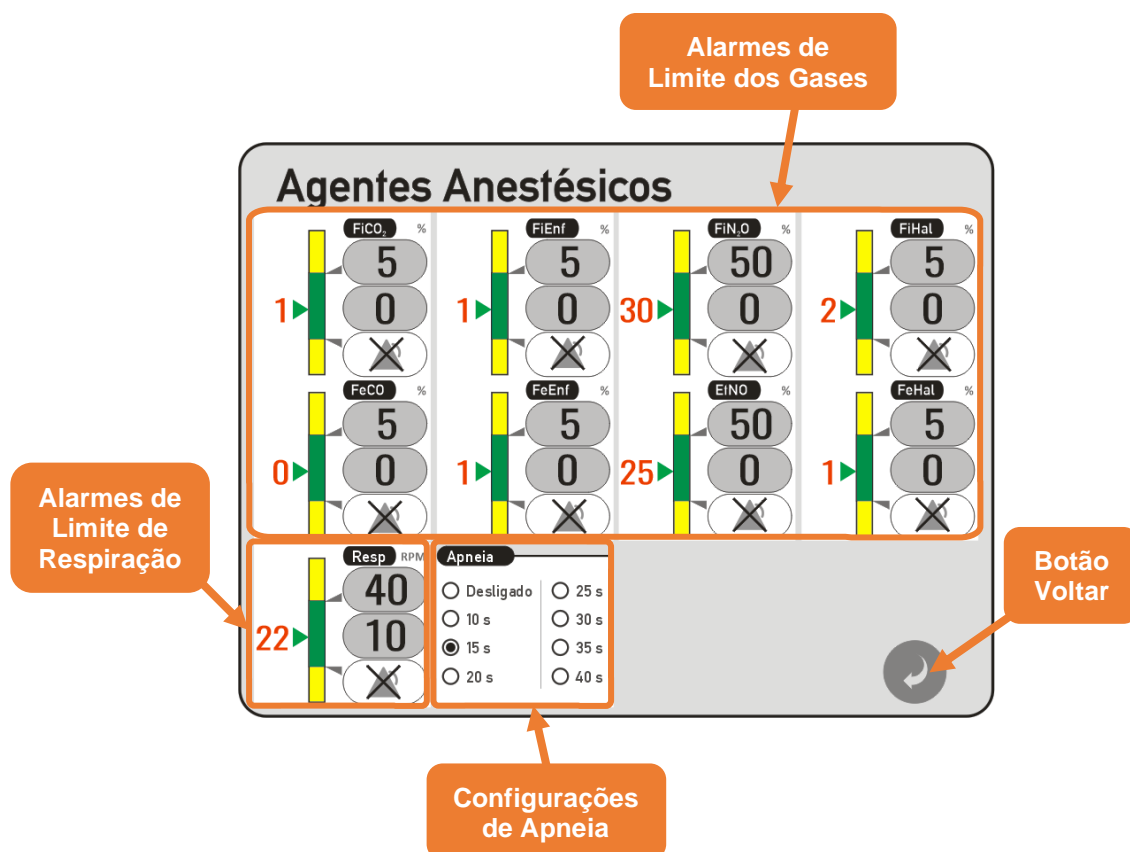 Alarmes de
Limite dos Gases
Agentes Anestésicos
FiCO₂ % FiEnf % FiN₂O % FiHal %
5 5 50 5
1 0 1 0 30 0 2 0
FeCO % FeEnf % EtNO % FeHal %
5 5 50 5
0 0 1 0 25 0 1 0
Alarmes de
Limite de
Respiração
Resp RPM
40
22 10
Apneia
Desligado 25 s
10 s 30 s
15 s 35 s
20 s 40 s
Botão
Voltar
Configurações
de Apneia